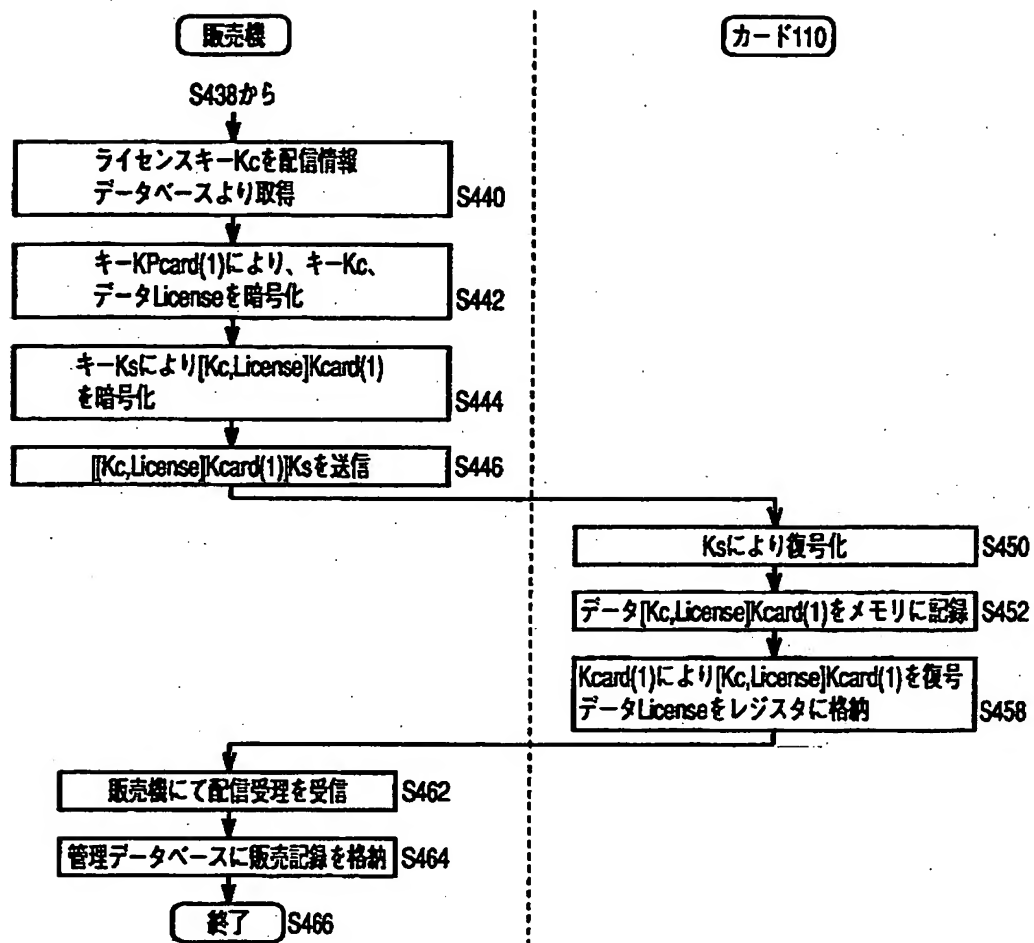 販売機
カード110
S438から
ライセンスキーKcを配信情報
データベースより取得
S440
キーKPcard(1)により、キーKc、
データLicenseを暗号化
S442
キーKsにより[Kc,License]Kcard(1)
を暗号化
S444
[[Kc,License]Kcard(1)]Ksを送信
S446
Ksにより復号化
S450
データ[Kc,License]Kcard(1)をメモリに記録
S452
Kcard(1)により[Kc,License]Kcard(1)を復号
データLicenseをレジスタに格納
S458
販売機にて配信受理を受信
S462
管理データベースに販売記録を格納
S464
終了
S466